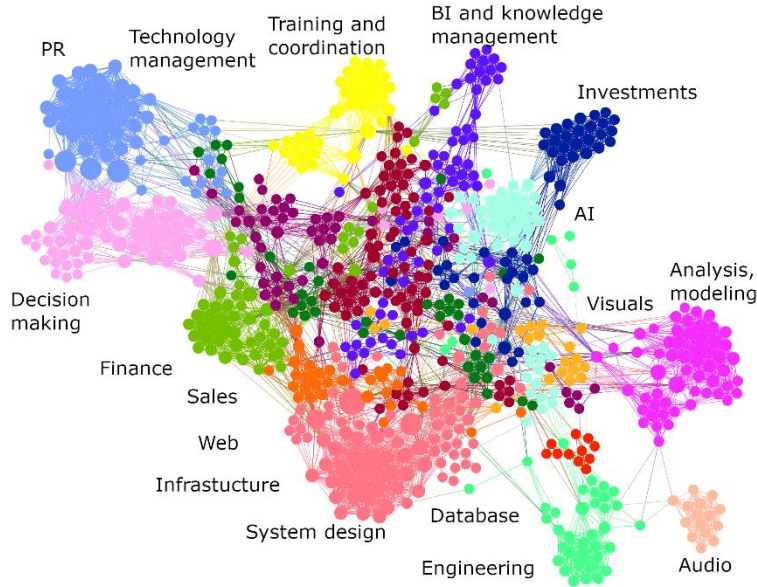 PR
Technology
management
Training and
coordination
BI and knowledge
management
Investments
AI
Analysis,
modeling
Visuals
Decision
making
Finance
Sales
Web
Infrastucture
System design
Database
Engineering
Audio